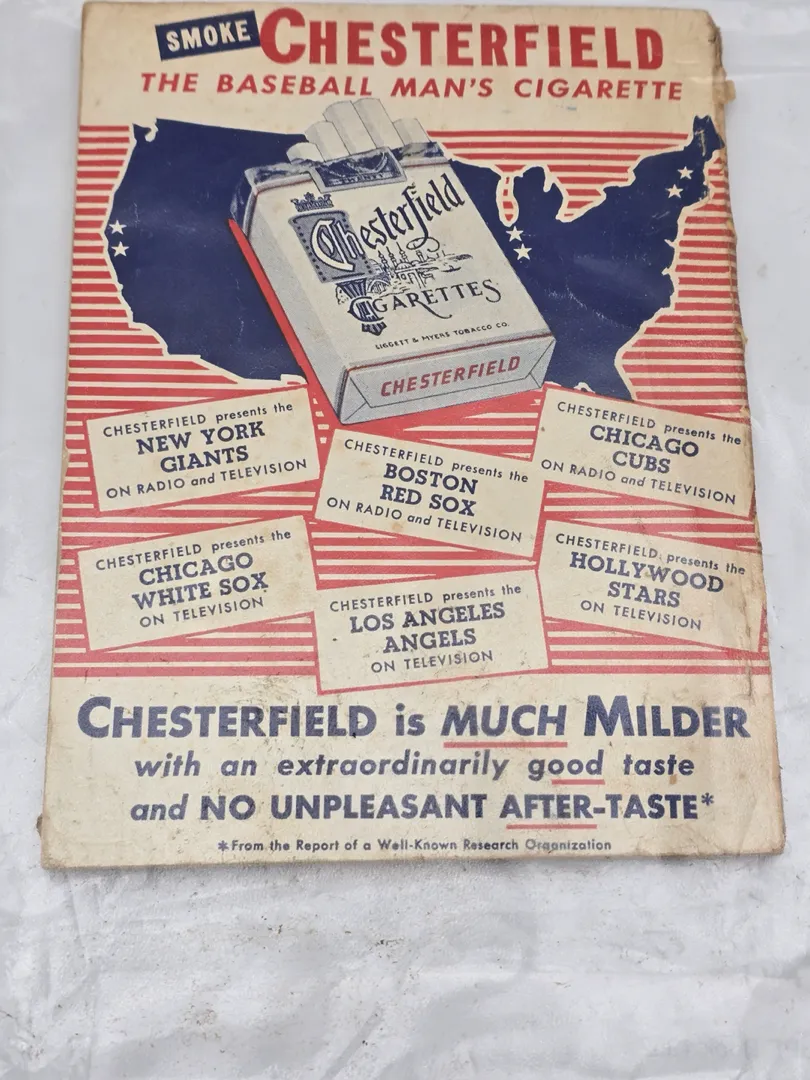 SMOKE CHESTERFIELD
THE BASEBALL MAN'S CIGARETTE
Chesterfield
CIGARETTES
LIGGETT & MYERS TOBACCO CO.
CHESTERFIELD
CHESTERFIELD presents the
NEW YORK
GIANTS
ON RADIO and TELEVISION
CHESTERFIELD presents the
BOSTON
RED SOX
ON RADIO and TELEVISION
CHESTERFIELD presents the
CHICAGO
CUBS
ON RADIO and TELEVISION
CHESTERFIELD presents the
CHICAGO
WHITE SOX
ON TELEVISION
CHESTERFIELD presents the
LOS ANGELES
ANGELS
ON TELEVISION
CHESTERFIELD presents the
HOLLYWOOD
STARS
ON TELEVISION
CHESTERFIELD is MUCH MILDER
with an extraordinarily good taste
and NO UNPLEASANT AFTER-TASTE*
*From the Report of a Well-Known Research Organization